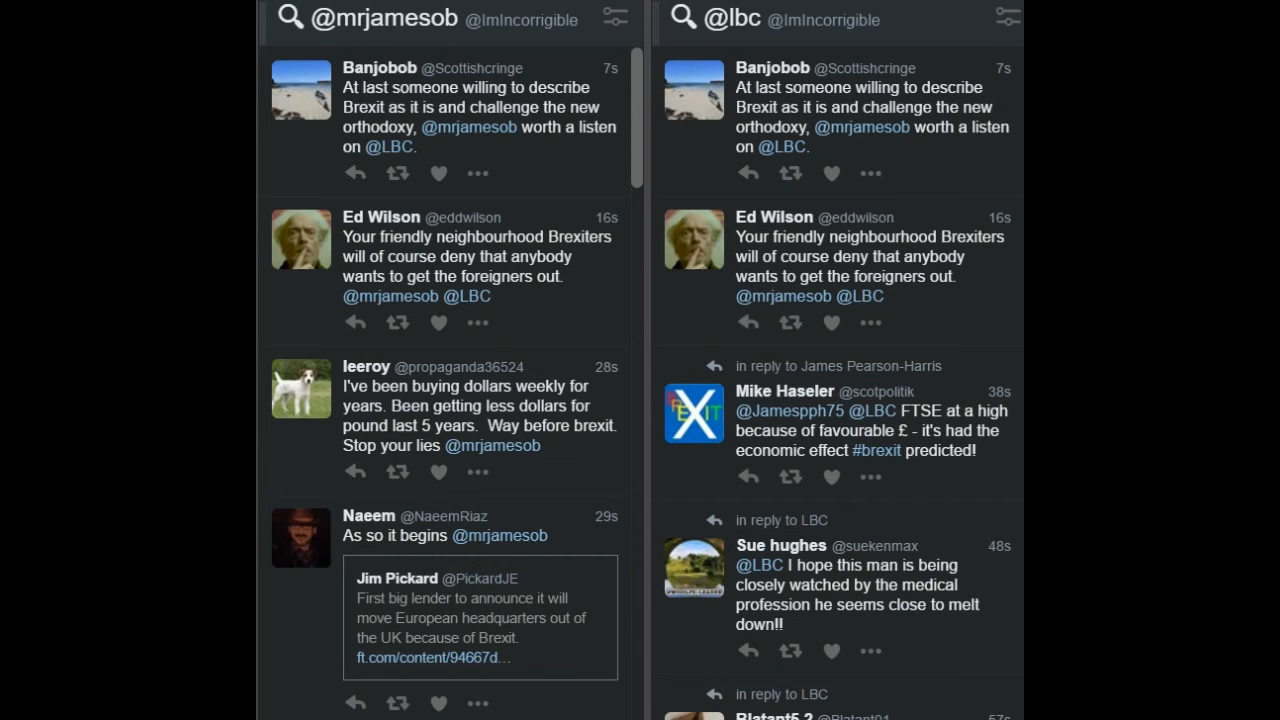 @mrjamesob @ImIncorrigible
Banjobob @Scottishcringe 7s
At last someone willing to describe
Brexit as it is and challenge the new
orthodoxy, @mrjamesob worth a listen
on @LBC.
Ed Wilson @eddwilson 16s
Your friendly neighbourhood Brexiters
will of course deny that anybody
wants to get the foreigners out.
@mrjamesob @LBC
leeroy @propaganda36524 28s
I've been buying dollars weekly for
years. Been getting less dollars for
pound last 5 years. Way before brexit.
Stop your lies @mrjamesob
Naeem @NaeemRiaz 29s
As so it begins @mrjamesob
Jim Pickard @PickardJE
First big lender to announce it will
move European headquarters out of
the UK because of Brexit.
ft.com/content/94667d...
@lbc @ImIncorrigible
Banjobob @Scottishcringe 7s
At last someone willing to describe
Brexit as it is and challenge the new
orthodoxy, @mrjamesob worth a listen
on @LBC.
Ed Wilson @eddwilson 16s
Your friendly neighbourhood Brexiters
will of course deny that anybody
wants to get the foreigners out.
@mrjamesob @LBC
in reply to James Pearson-Harris
Mike Haseler @scotpolitik 38s
@Jamespph75 @LBC FTSE at a high
because of favourable £ - it's had the
economic effect #brexit predicted!
in reply to LBC
Sue hughes @suekenmax 48s
@LBC I hope this man is being
closely watched by the medical
profession he seems close to melt
down!!
in reply to LBC
Blatant5.2 @Blatant01 57s